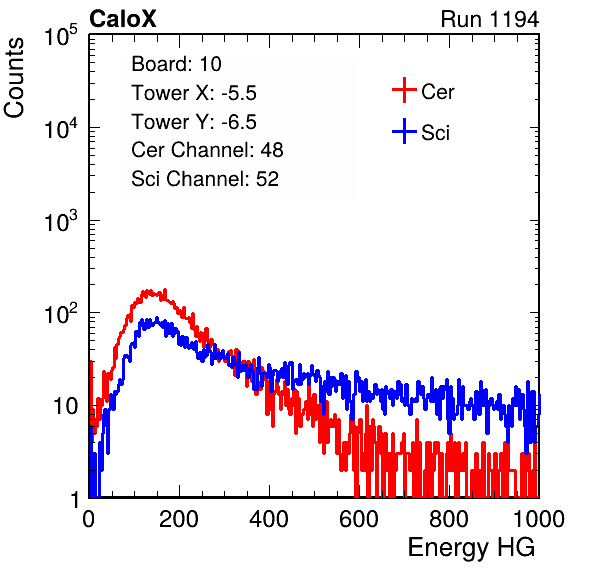 CaloX Run 1194
Counts
10^5
10^4
10^3
10^2
10
1
Board: 10
Tower X: -5.5
Tower Y: -6.5
Cer Channel: 48
Sci Channel: 52
Cer
Sci
0 200 400 600 800 1000
Energy HG